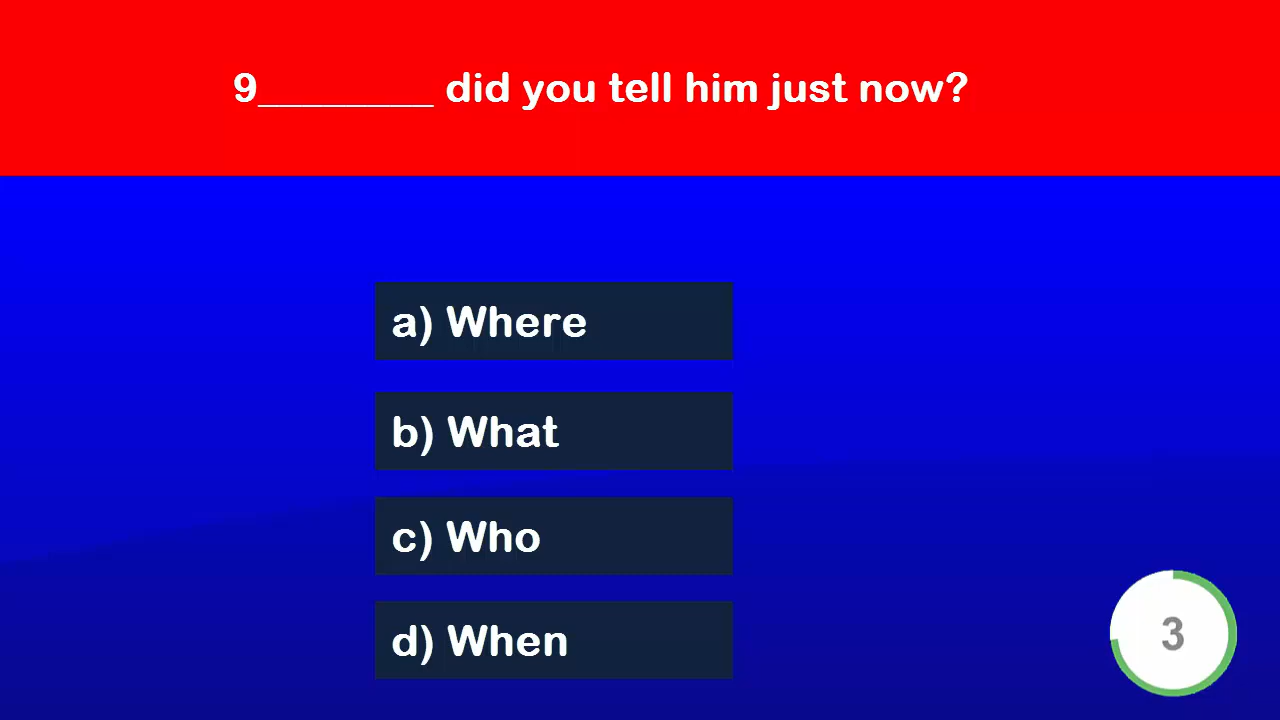 9________ did you tell him just now?
a) Where
b) What
c) Who
d) When
3